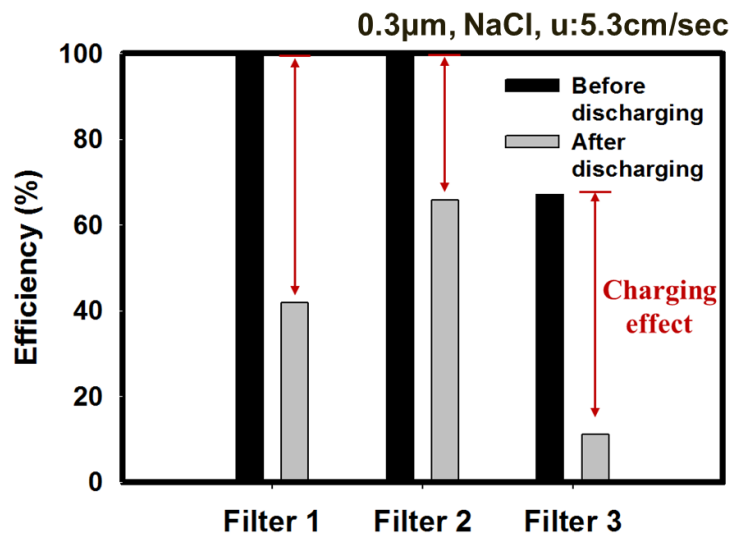 0.3µm, NaCl, u:5.3cm/sec
Efficiency (%)
100
80
60
40
20
0
Before
discharging
After
discharging
Charging
effect
Filter 1 Filter 2 Filter 3